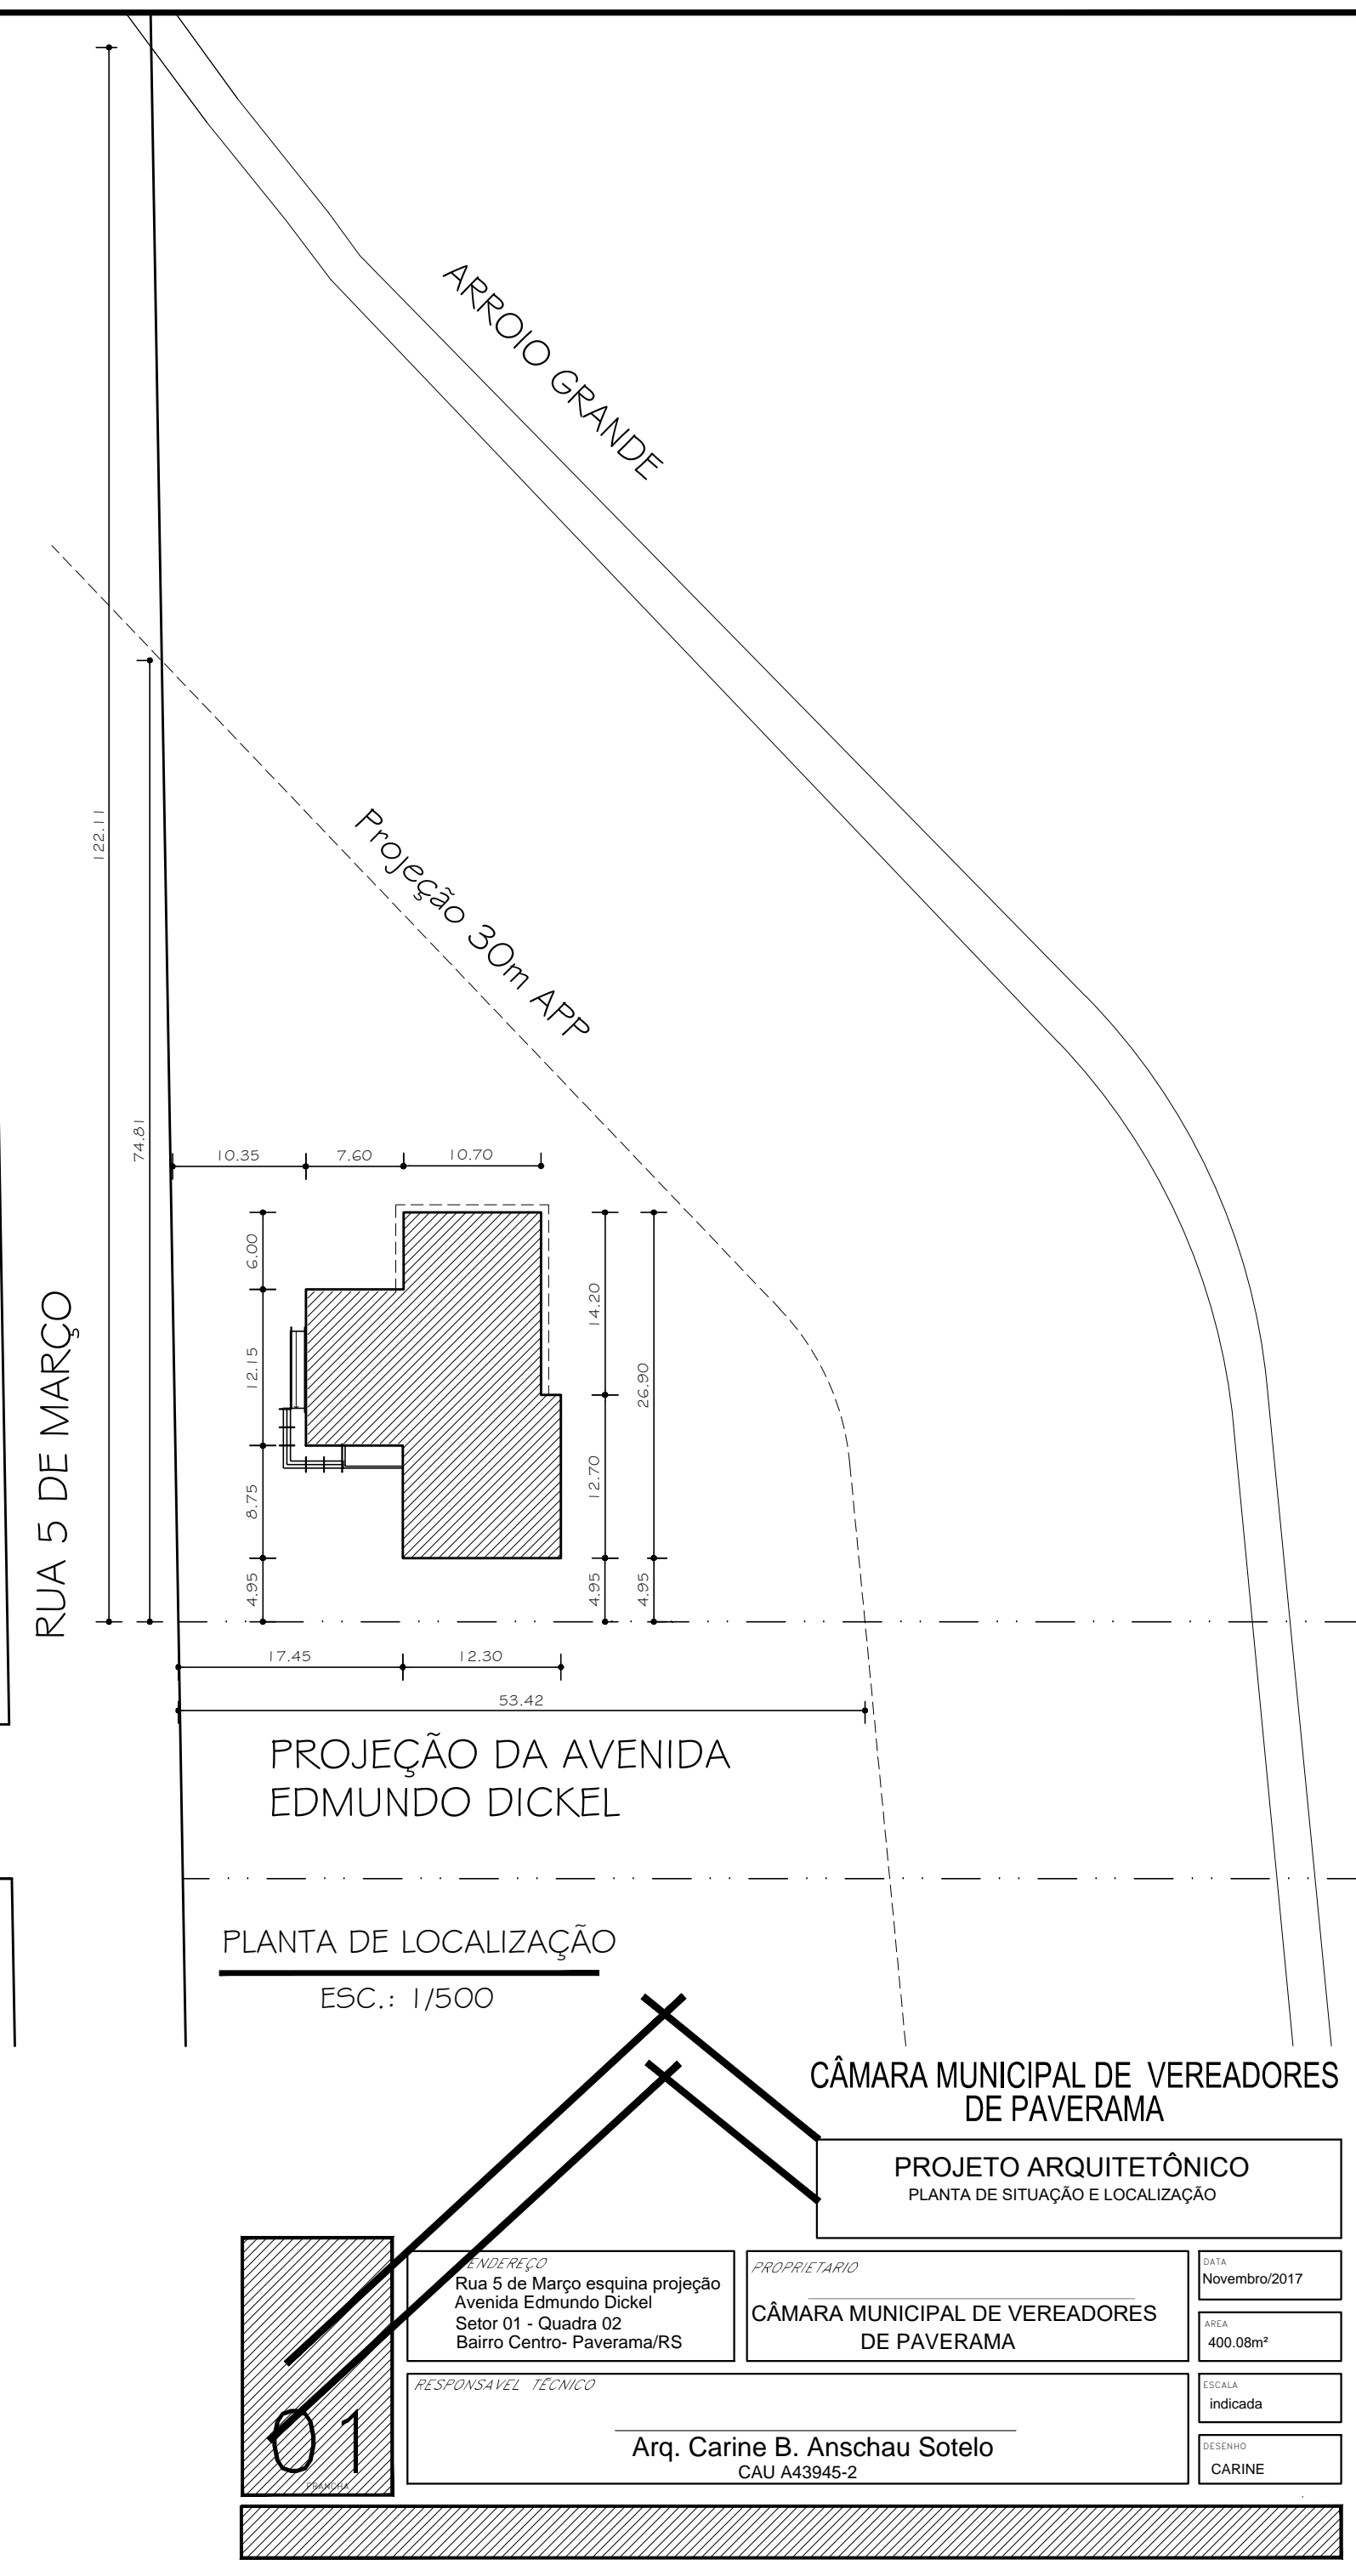 ARROIO GRANDE
122.11
Projeção 30m APP
74.81
10.35
7.60
10.70
6.00
14.20
12.15
26.90
RUA 5 DE MARÇO
8.75
12.70
4.95
4.95
4.95
17.45
12.30
53.42
PROJEÇÃO DA AVENIDA
EDMUNDO DICKEL
PLANTA DE LOCALIZAÇÃO
ESC.: 1/500
CÂMARA MUNICIPAL DE VEREADORES
DE PAVERAMA
PROJETO ARQUITETÔNICO
PLANTA DE SITUAÇÃO E LOCALIZAÇÃO
ENDEREÇO
Rua 5 de Março esquina projeção
Avenida Edmundo Dickel
Setor 01 - Quadra 02
Bairro Centro- Paverama/RS
PROPRIETARIO
CÂMARA MUNICIPAL DE VEREADORES
DE PAVERAMA
DATA
Novembro/2017
AREA
400.08m²
RESPONSAVEL TÉCNICO
Arq. Carine B. Anschau Sotelo
CAU A43945-2
ESCALA
indicada
DESENHO
CARINE
01
PRANCHA